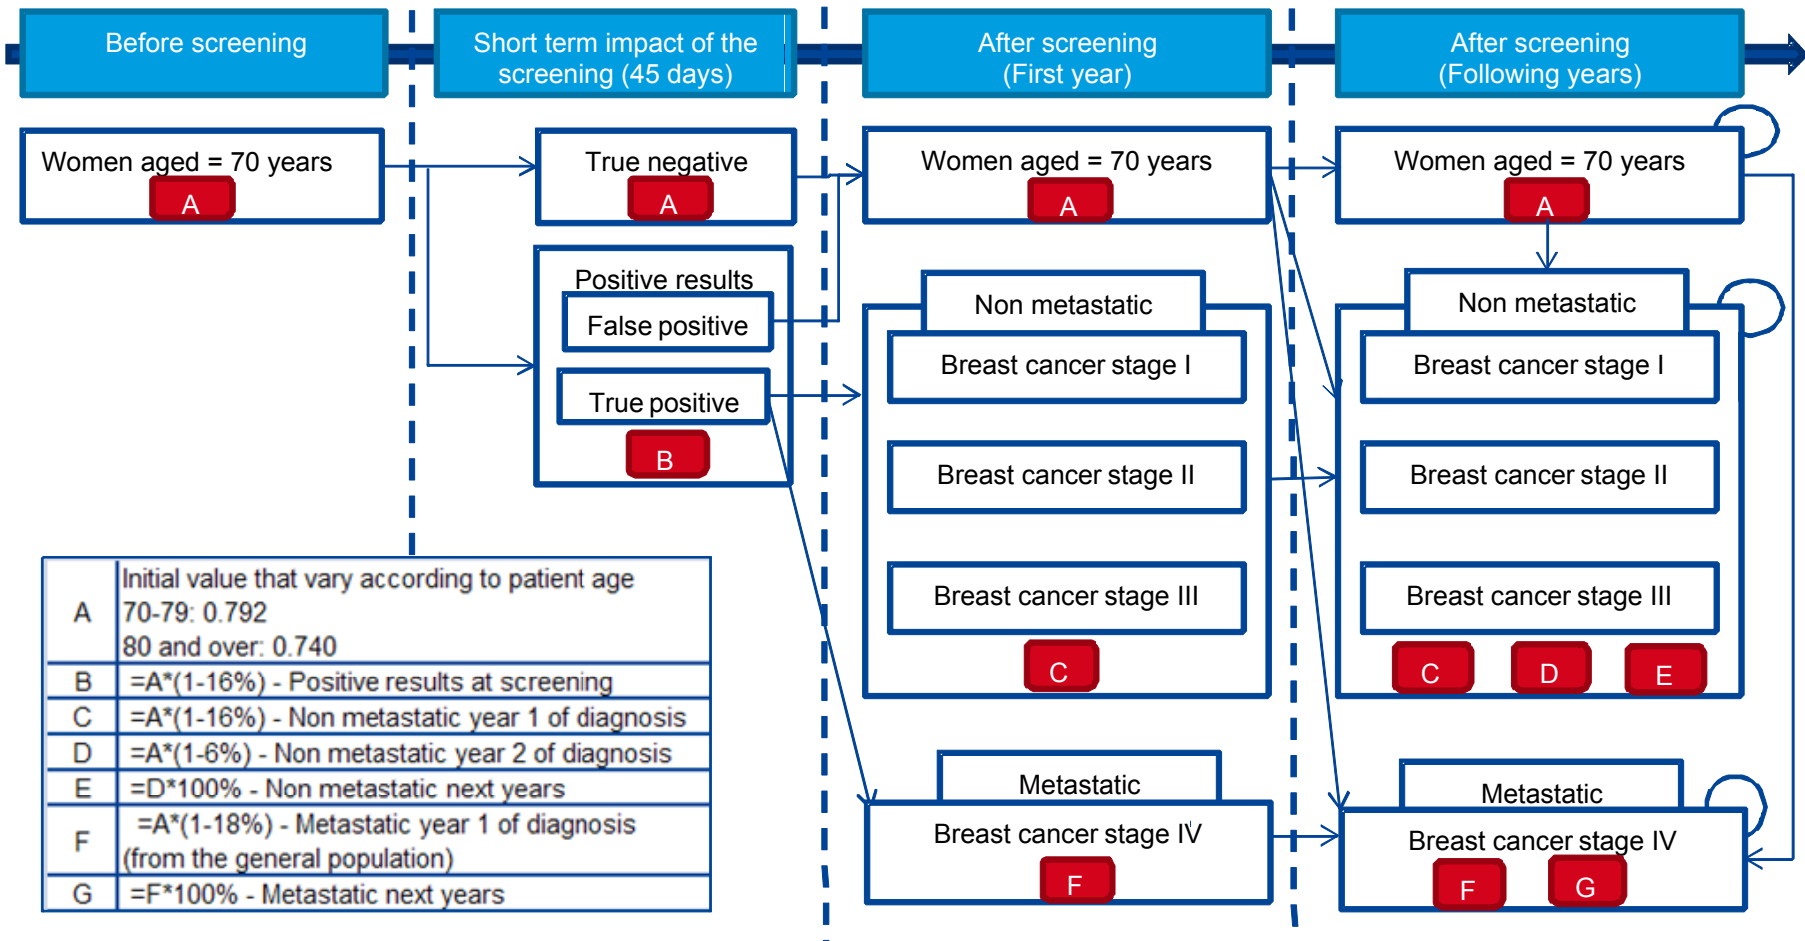 Before screening
Short term impact of the
screening (45 days)
After screening
(First year)
After screening
(Following years)
Women aged = 70 years
A
True negative
A
Positive results
False positive
True positive
B
Women aged = 70 years
A
Non metastatic
Breast cancer stage I
Breast cancer stage II
Breast cancer stage III
C
Metastatic
Breast cancer stage IV
F
Women aged = 70 years
A
Non metastatic
Breast cancer stage I
Breast cancer stage II
Breast cancer stage III
C D E
Metastatic
Breast cancer stage IV
F G
A
Initial value that vary according to patient age
70-79: 0.792
80 and over: 0.740
B =A*(1-16%) - Positive results at screening
C =A*(1-16%) - Non metastatic year 1 of diagnosis
D =A*(1-6%) - Non metastatic year 2 of diagnosis
E =D*100% - Non metastatic next years
F =A*(1-18%) - Metastatic year 1 of diagnosis
(from the general population)
G =F*100% - Metastatic next years